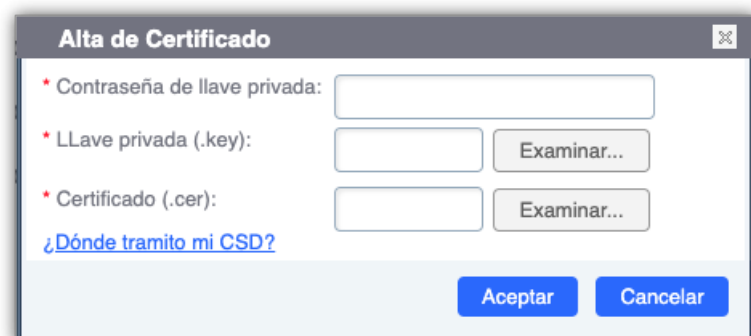 Alta de Certificado
* Contraseña de llave privada:
* LLave privada (.key):
Examinar...
* Certificado (.cer):
Examinar...
¿Dónde tramito mi CSD?
Aceptar
Cancelar